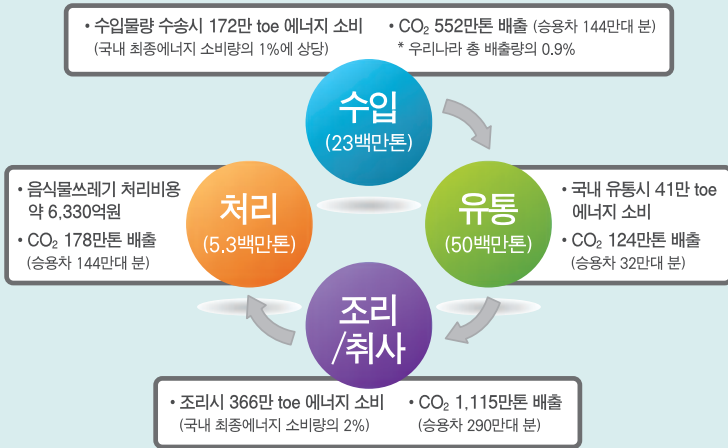 • 수입물량 수송시 172만 toe 에너지 소비
(국내 최종에너지 소비량의 1%에 상당)
• CO₂ 552만톤 배출 (승용차 144만대 분)
* 우리나라 총 배출량의 0.9%
수입
(23백만톤)
• 음식물쓰레기 처리비용
약 6,330억원
• CO₂ 178만톤 배출
(승용차 144만대 분)
처리
(5.3백만톤)
유통
(50백만톤)
• 국내 유통시 41만 toe
에너지 소비
• CO₂ 124만톤 배출
(승용차 32만대 분)
조리
/취사
• 조리시 366만 toe 에너지 소비
(국내 최종에너지 소비량의 2%)
• CO₂ 1,115만톤 배출
(승용차 290만대 분)